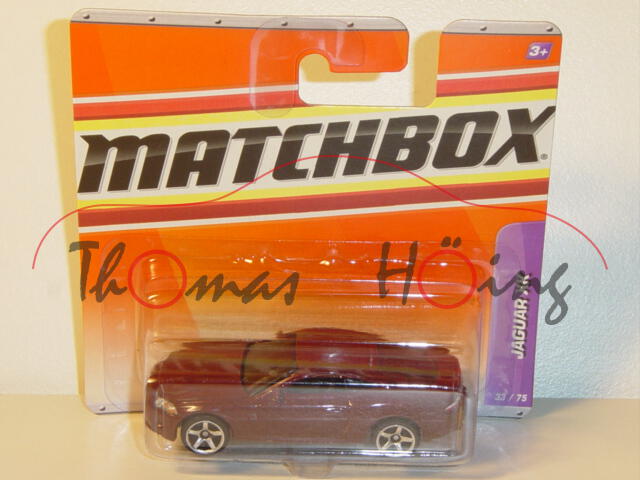 3+
MATCHBOX®
Thomas Höing
JAGUAR XK
33 / 75